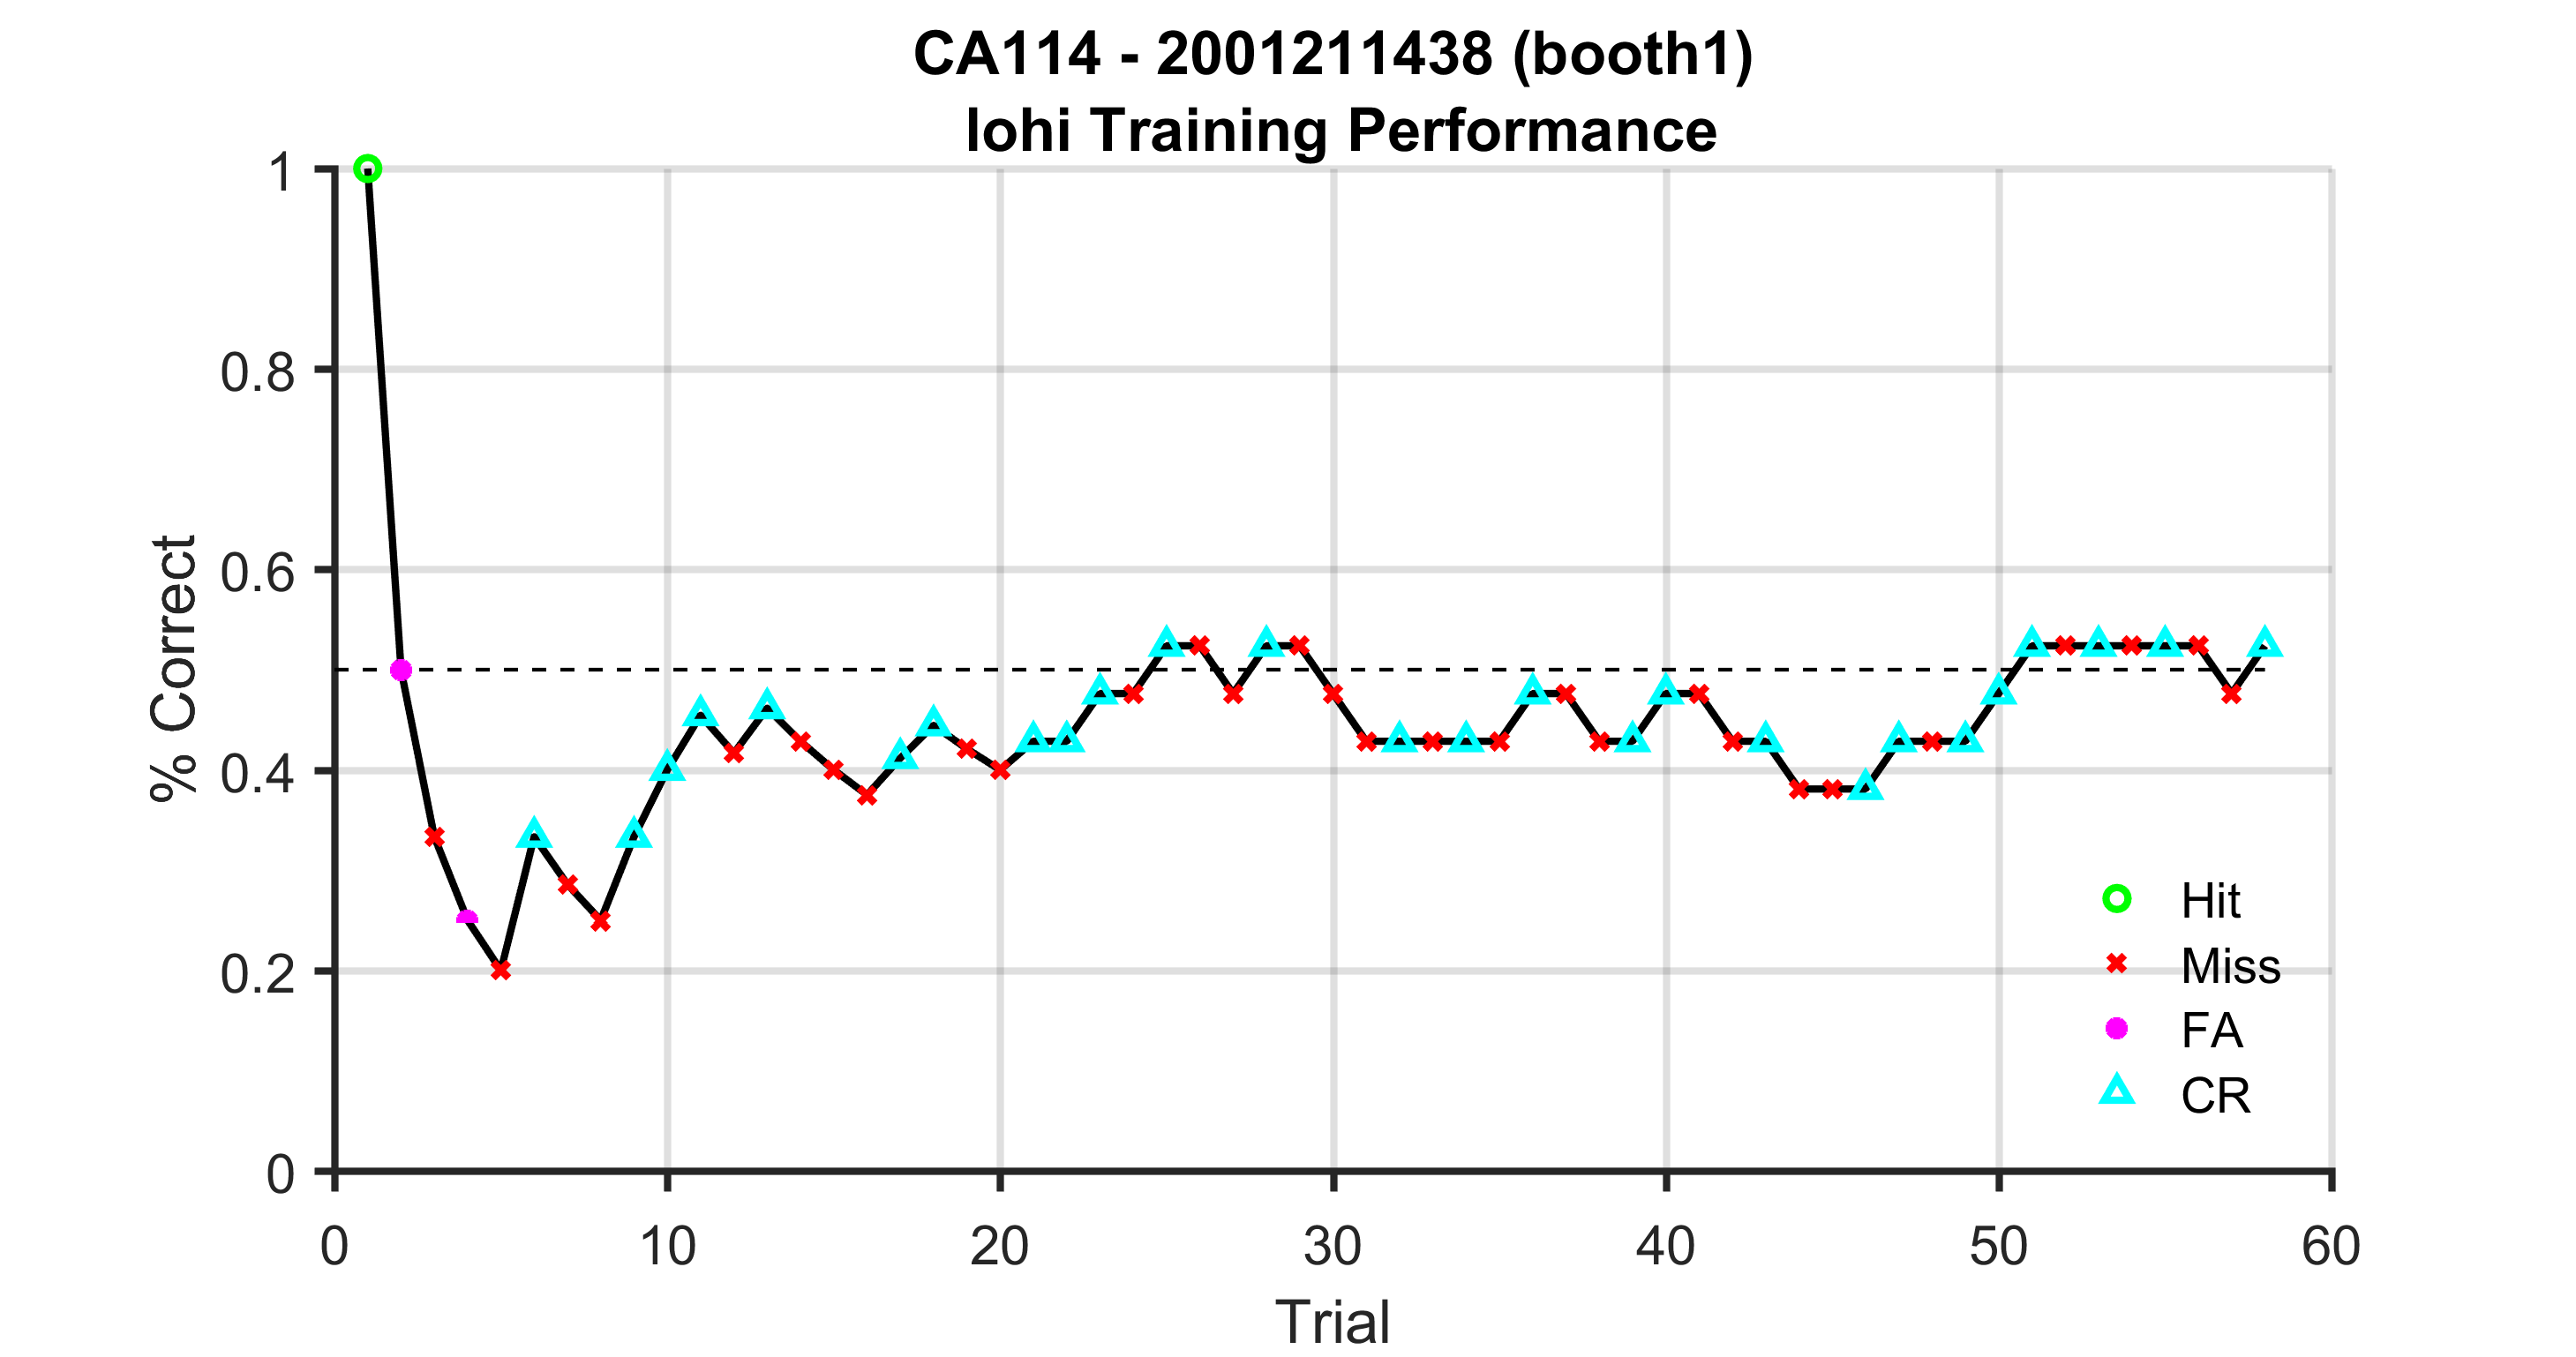 CA114 - 2001211438 (booth1)
lohi Training Performance
% Correct
1
0.8
0.6
0.4
0.2
0
0 10 20 30 40 50 60
Trial
Hit
Miss
FA
CR